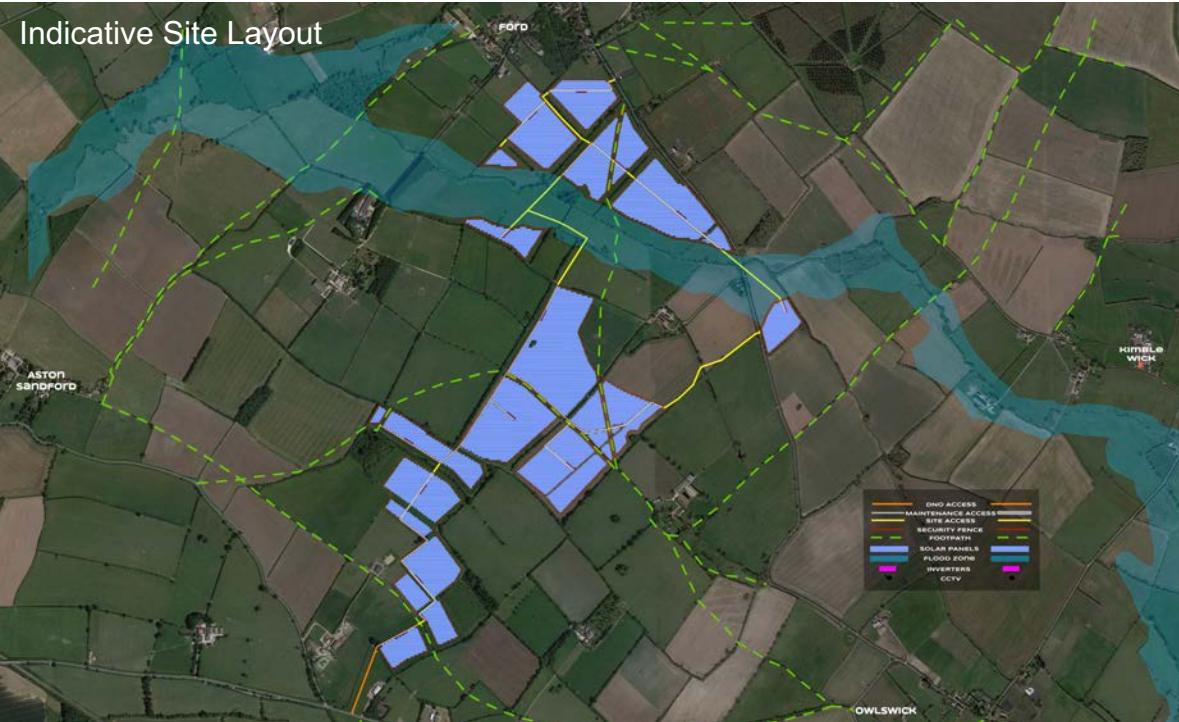 Indicative Site Layout
FORD
KIMBLE
WICK
ASTON
SANDFORD
DNO ACCESS
MAINTENANCE ACCESS
SITE ACCESS
SECURITY FENCE
FOOTPATH
SOLAR PANELS
FLOOD ZONE
INVERTERS
CCTV
OWLSWICK